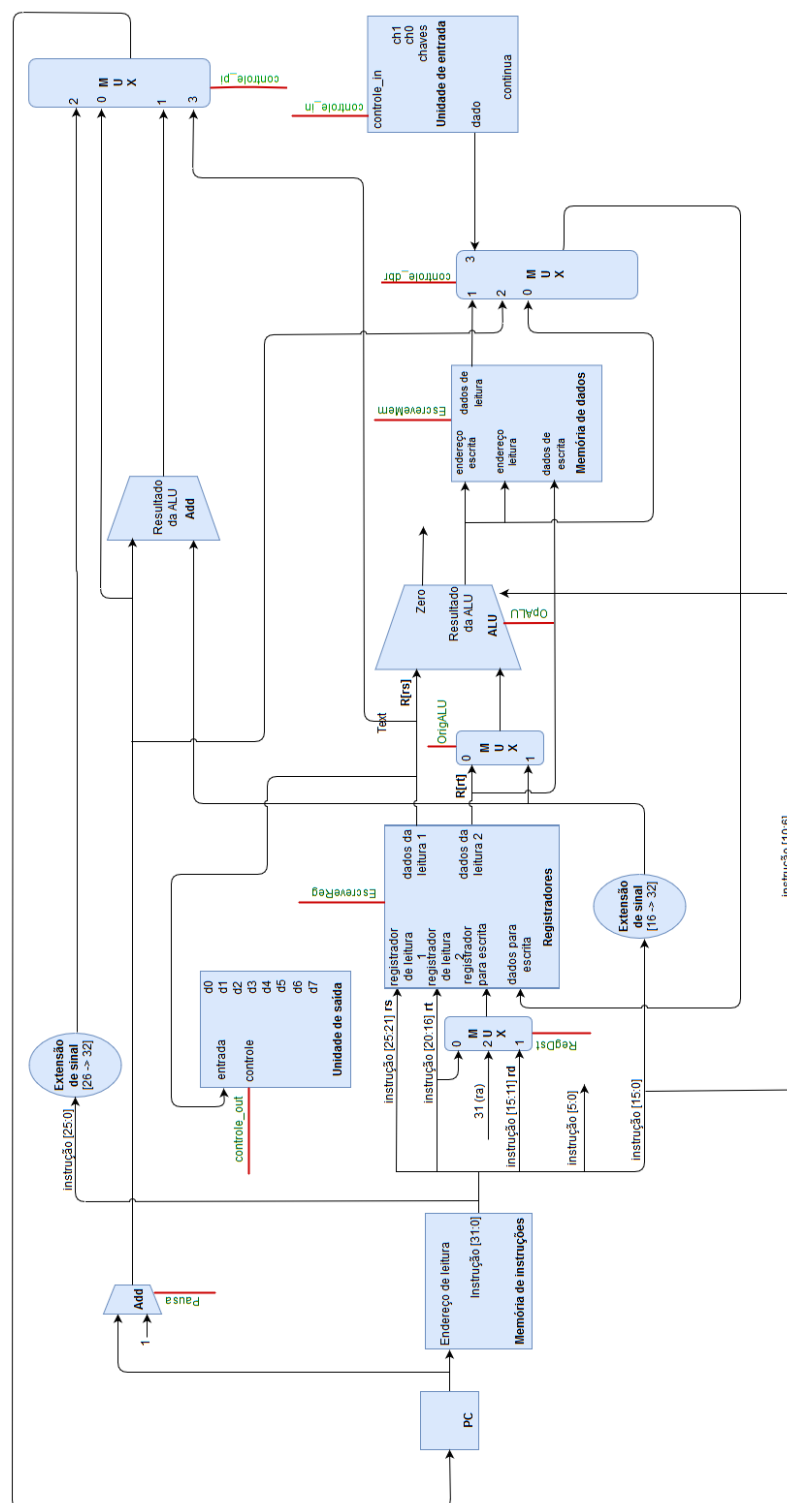 PC
Add
1
Pausa
Endereço de leitura
Instrução [31:0]
Memória de instruções
instrução [25:0]
Extensão
de sinal
[26 -> 32]
controle_out
entrada
controle
d0
d1
d2
d3
d4
d5
d6
d7
Unidade de saída
instrução [25:21] rs
instrução [20:16] rt
31 (ra)
instrução [15:11] rd
instrução [5:0]
instrução [15:0]
0
2
1
M
U
X
RegDst
EscreveReg
registrador
de leitura
1
registrador
de leitura
2
registrador
para escrita
dados para
escrita
dados da
leitura 1
dados da
leitura 2
Registradores
Extensão
de sinal
[16 -> 32]
instrução [10:6]
Text
R[rs]
R[rt]
OrigALU
0
M
U
X
1
Zero
Resultado
da ALU
ALU
OpALU
Resultado
da ALU
Add
EscreveMem
endereço
escrita
dados de
leitura
endereço
leitura
dados de
escrita
Memória de dados
controle_dbr
3
1
2
0
M
U
X
controle_in
controle_in
ch1
ch0
chaves
Unidade de entrada
dado
continua
2
0
1
3
M
U
X
controle_pi